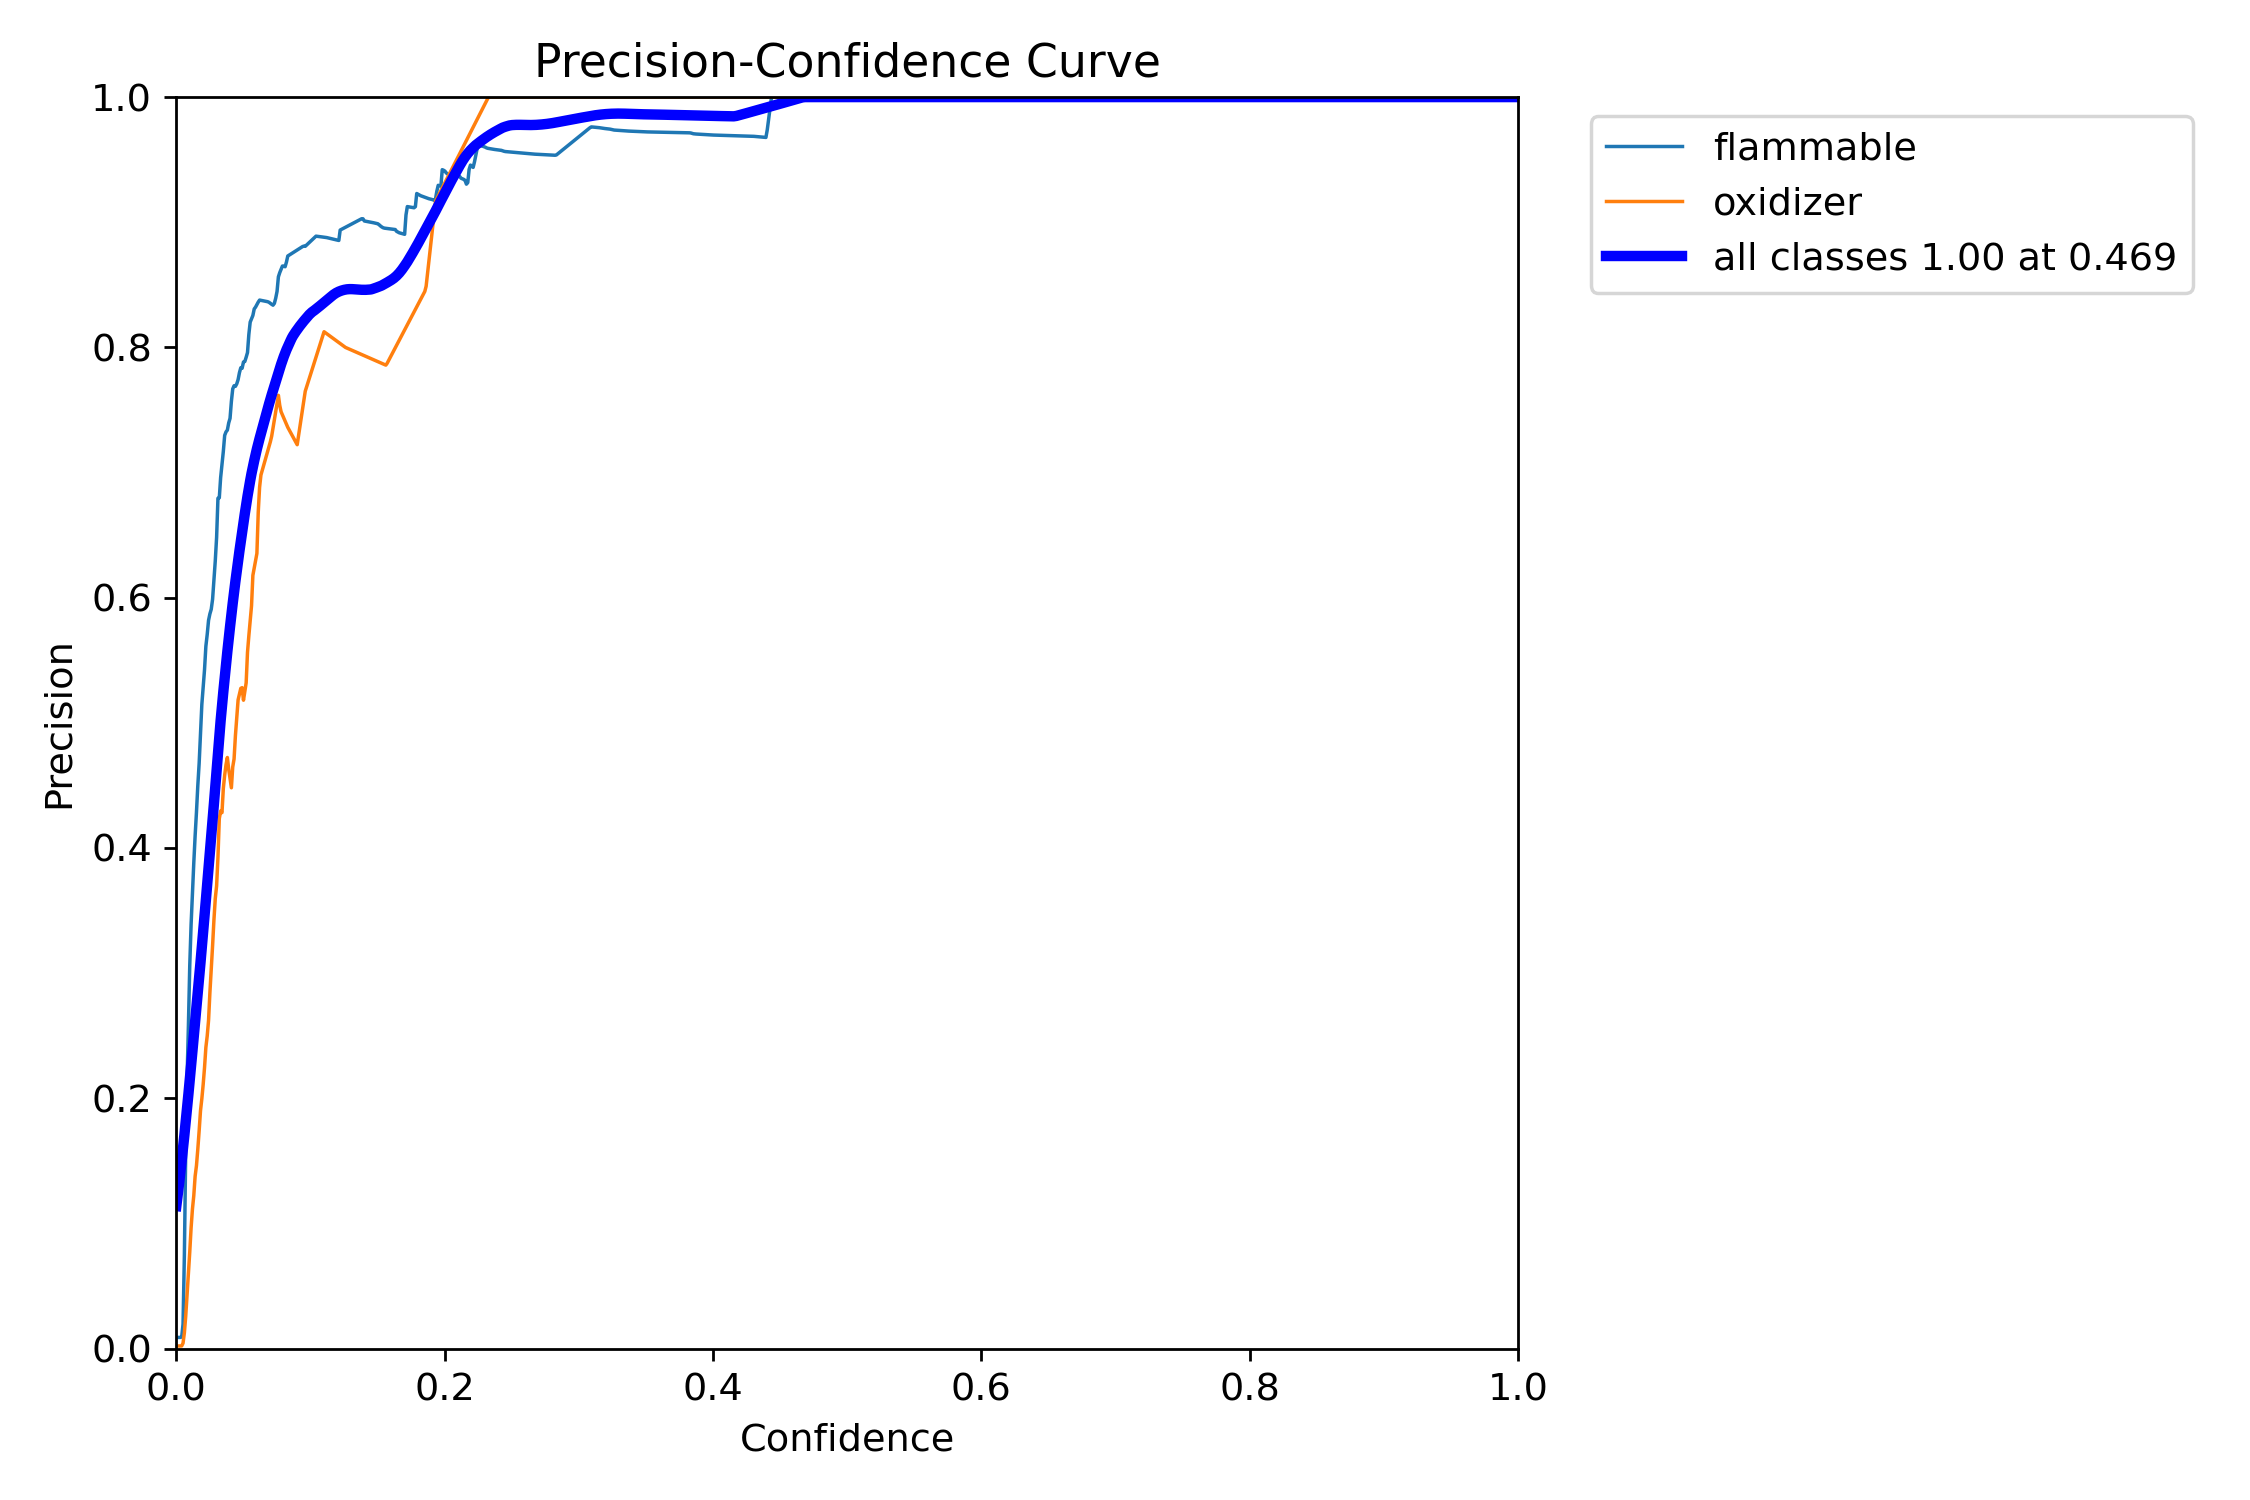 Precision-Confidence Curve
1.0
0.8
0.6
0.4
0.2
0.0
Precision
0.0 0.2 0.4 0.6 0.8 1.0
Confidence
flammable
oxidizer
all classes 1.00 at 0.469